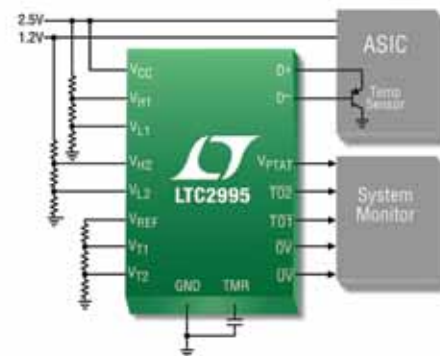 2.5V
1.2V
ASIC
VCC
D+
Temp
Sensor
VH1
D−
VL1
VH2
VPTAT
LTC2995
VL2
TO2
System
Monitor
VREF
TO1
VT1
OV
VT2
UV
GND
TMR